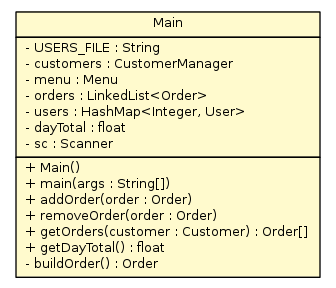 Main
- USERS_FILE : String
- customers : CustomerManager
- menu : Menu
- orders : LinkedList<Order>
- users : HashMap<Integer, User>
- dayTotal : float
- sc : Scanner
+ Main()
+ main(args : String[])
+ addOrder(order : Order)
+ removeOrder(order : Order)
+ getOrders(customer : Customer) : Order[]
+ getDayTotal() : float
- buildOrder() : Order